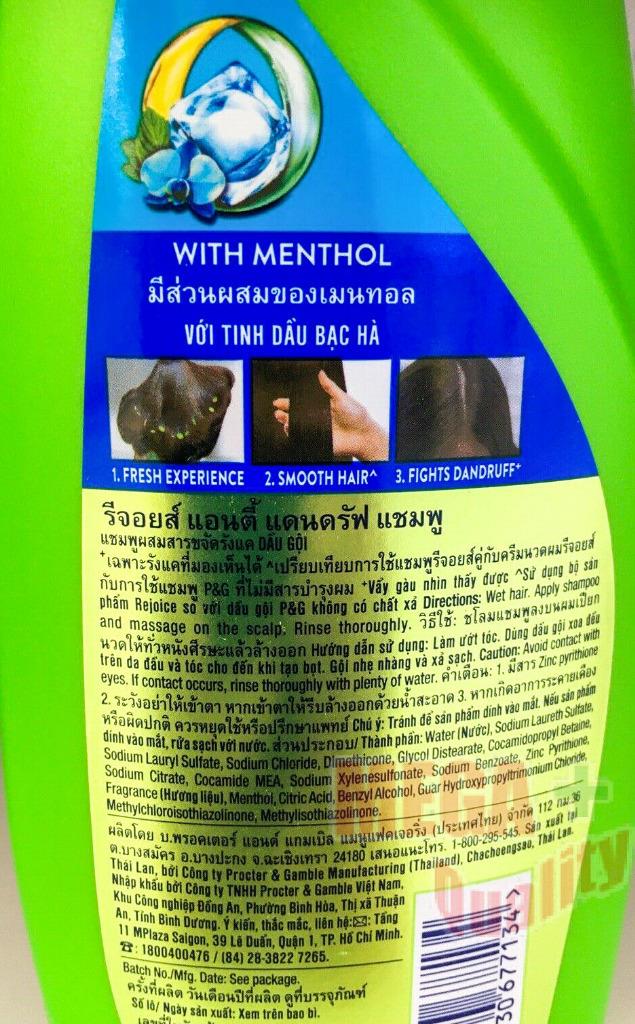 WITH MENTHOL
มีส่วนผสมของเมนทอล
VỚI TINH DẦU BẠC HÀ
1. FRESH EXPERIENCE 2. SMOOTH HAIR^ 3. FIGHTS DANDRUFF+
รีจอยส์ แอนตี้ แดนดรัฟ แชมพู
แชมพูผสมสารขจัดรังแค DẦU GỘI
+เฉพาะรังแคที่มองเห็นได้ ^เปรียบเทียบการใช้แชมพูรีจอยส์คู่กับครีมนวดผมรีจอยส์
กับการใช้แชมพู P&G ที่ไม่มีสารบำรุงผม +Vẩy gàu nhìn thấy được ^Sử dụng bộ sản
phẩm Rejoice so với dầu gội P&G không có chất xả Directions: Wet hair. Apply shampoo
and massage on the scalp. Rinse thoroughly. วิธีใช้: ชโลมแชมพูลงบนผมเปียก
นวดให้ทั่วหนังศีรษะแล้วล้างออก Hướng dẫn sử dụng: Làm ướt tóc. Dùng dầu gội xoa đều
trên da đầu và tóc cho đến khi tạo bọt. Gội nhẹ nhàng và xả sạch. Caution: Avoid contact with
eyes. If contact occurs, rinse thoroughly with plenty of water. คำเตือน: 1. มีสาร Zinc pyrithione
2. ระวังอย่าให้เข้าตา หากเข้าตาให้รีบล้างออกด้วยน้ำสะอาด 3. หากเกิดอาการระคายเคือง
หรือผิดปกติ ควรหยุดใช้หรือปรึกษาแพทย์ Chú ý: Tránh để sản phẩm dính vào mắt. Nếu sản phẩm
dính vào mắt, rửa sạch với nước. ส่วนประกอบ/ Thành phần: Water (Nước), Sodium Laureth Sulfate,
Sodium Lauryl Sulfate, Sodium Chloride, Dimethicone, Glycol Distearate, Cocamidopropyl Betaine,
Sodium Citrate, Cocamide MEA, Sodium Xylenesulfonate, Sodium Benzoate, Zinc Pyrithione,
Fragrance (Hương liệu), Menthol, Citric Acid, Benzyl Alcohol, Guar Hydroxypropyltrimonium Chloride,
Methylchloroisothiazolinone, Methylisothiazolinone.
ผลิตโดย บ.พรอคเตอร์ แอนด์ แกมเบิล แมนูแฟคเจอริ่ง (ประเทศไทย) จำกัด 112 กม.36
ต.บางสมัคร อ.บางปะกง จ.ฉะเชิงเทรา 24180 เสนอแนะโทร. 1-800-295-545. Sản xuất tại
Thái Lan, bởi Công ty Procter & Gamble Manufacturing (Thailand), Chachoengsao, Thái Lan.
Nhập khẩu bởi Công ty TNHH Procter & Gamble Việt Nam,
Khu Công nghiệp Đồng An, Phường Bình Hòa, Thị xã Thuận
An, Tỉnh Bình Dương. Ý kiến, thắc mắc, liên hệ:✉: Tầng
11 MPlaza Saigon, 39 Lê Duẩn, Quận 1, TP. Hồ Chí Minh.
☎: 1800400476 / (84) 28-3822 7265.
Batch No./Mfg. Date: See package.
ครั้งที่ผลิต วันเดือนปีที่ผลิต ดูที่บรรจุภัณฑ์
Số lô/ Ngày sản xuất: Xem trên bao bì.
30677134>
MEGA+
Quality